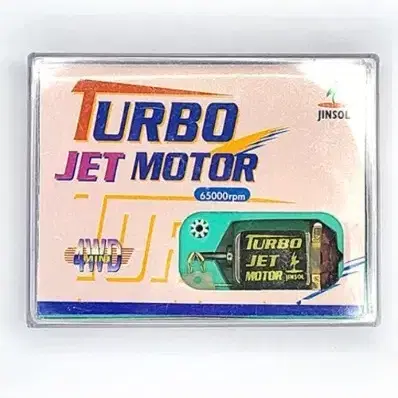 TURBO
JINSOL
JET MOTOR
65000rpm
4WD
MINI
TURBO
JET
MOTOR
JINSOL